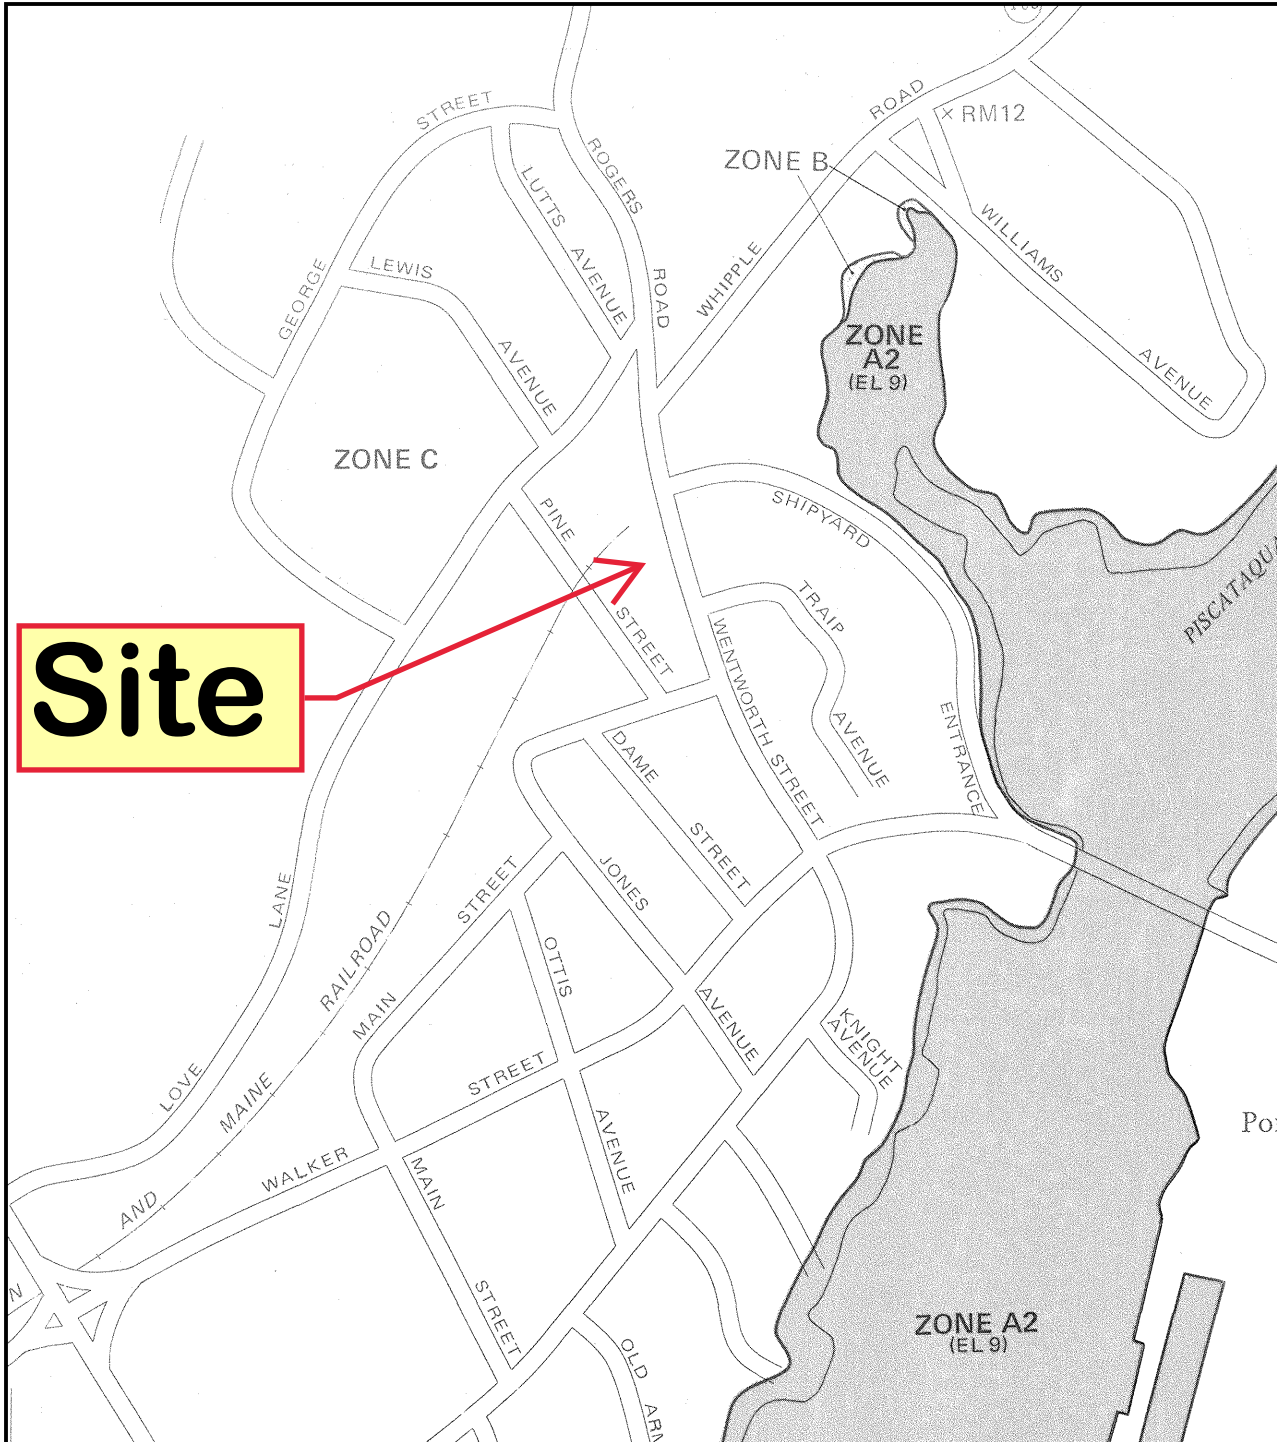 STREET
ROAD
× RM12
ROGERS
ZONE B
LUTTS
AVENUE
WILLIAMS
LEWIS
GEORGE
ROAD
WHIPPLE
ZONE
A2
(EL 9)
AVENUE
AVENUE
ZONE C
PINE
SHIPYARD
PISCATAQUA
TRAIP
STREET
WENTWORTH STREET
Site
ENTRANCE
AVENUE
DAME
STREET
STREET
JONES
LANE
RAILROAD
OTTIS
MAIN
AVENUE
KNIGHT
AVENUE
STREET
LOVE
MAINE
WALKER
AVENUE
MAIN
AND
N
STREET
ZONE A2
(EL 9)
OLD